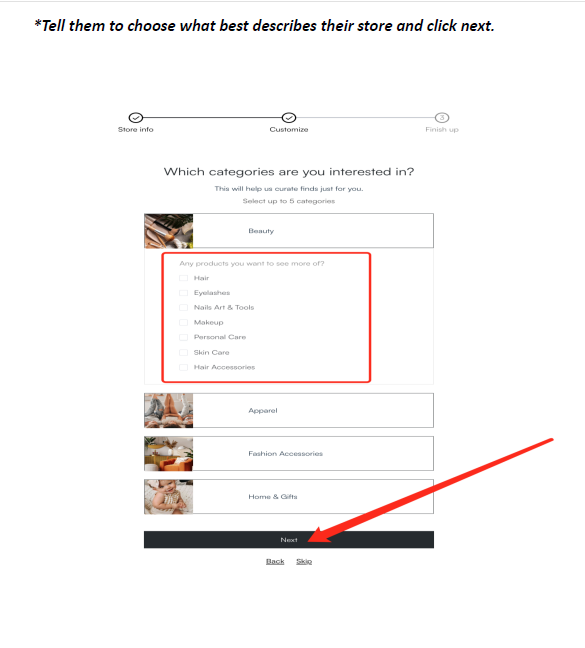 *Tell them to choose what best describes their store and click next.
3
Store info
Customize
Finish up
Which categories are you interested in?
This will help us curate finds just for you.
Select up to 5 categories
Beauty
Any products you want to see more of?
Hair
Eyelashes
Nails Art & Tools
Makeup
Personal Care
Skin Care
Hair Accessories
Apparel
Fashion Accessories
Home & Gifts
Next
Back Skip